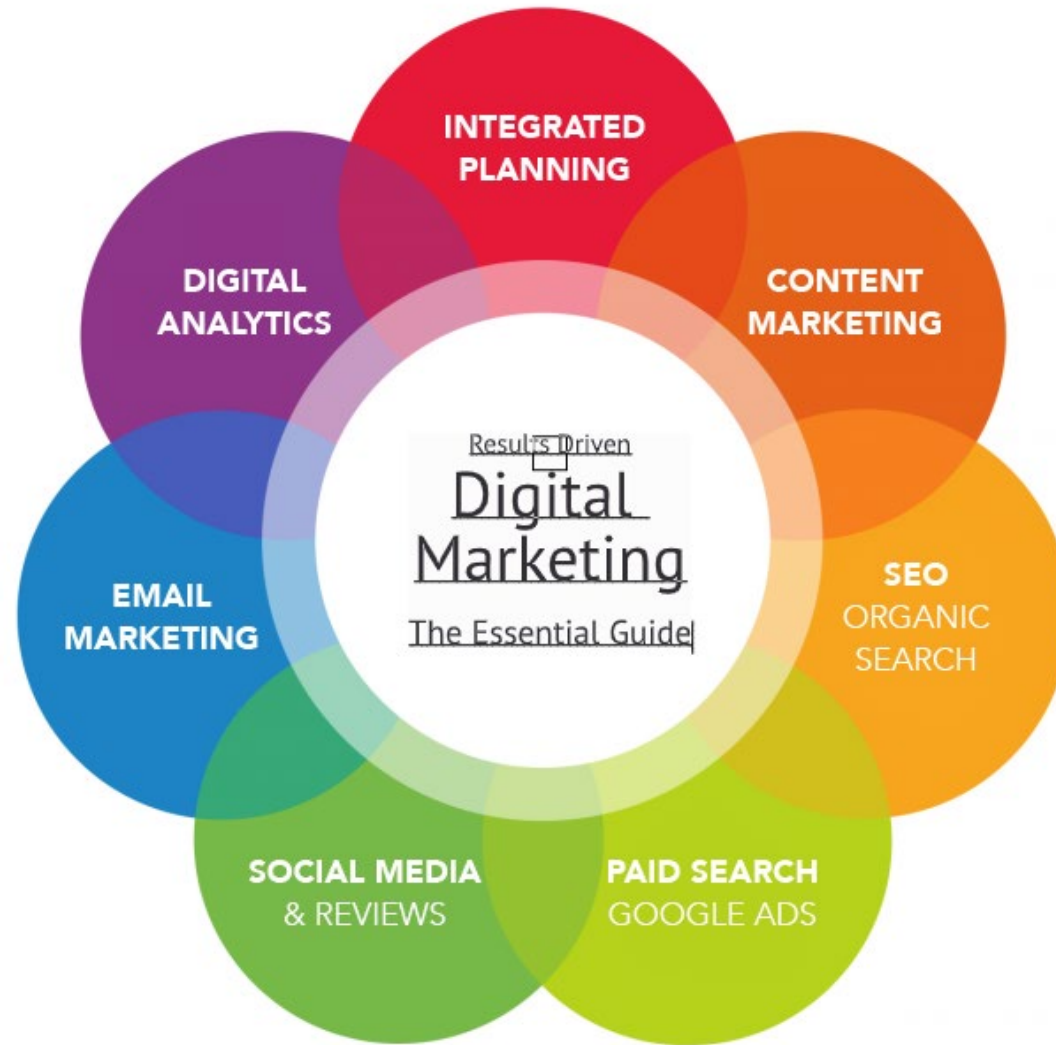 INTEGRATED
PLANNING
CONTENT
MARKETING
SEO
ORGANIC
SEARCH
PAID SEARCH
GOOGLE ADS
SOCIAL MEDIA
& REVIEWS
EMAIL
MARKETING
DIGITAL
ANALYTICS
Results Driven
Digital
Marketing
The Essential Guide